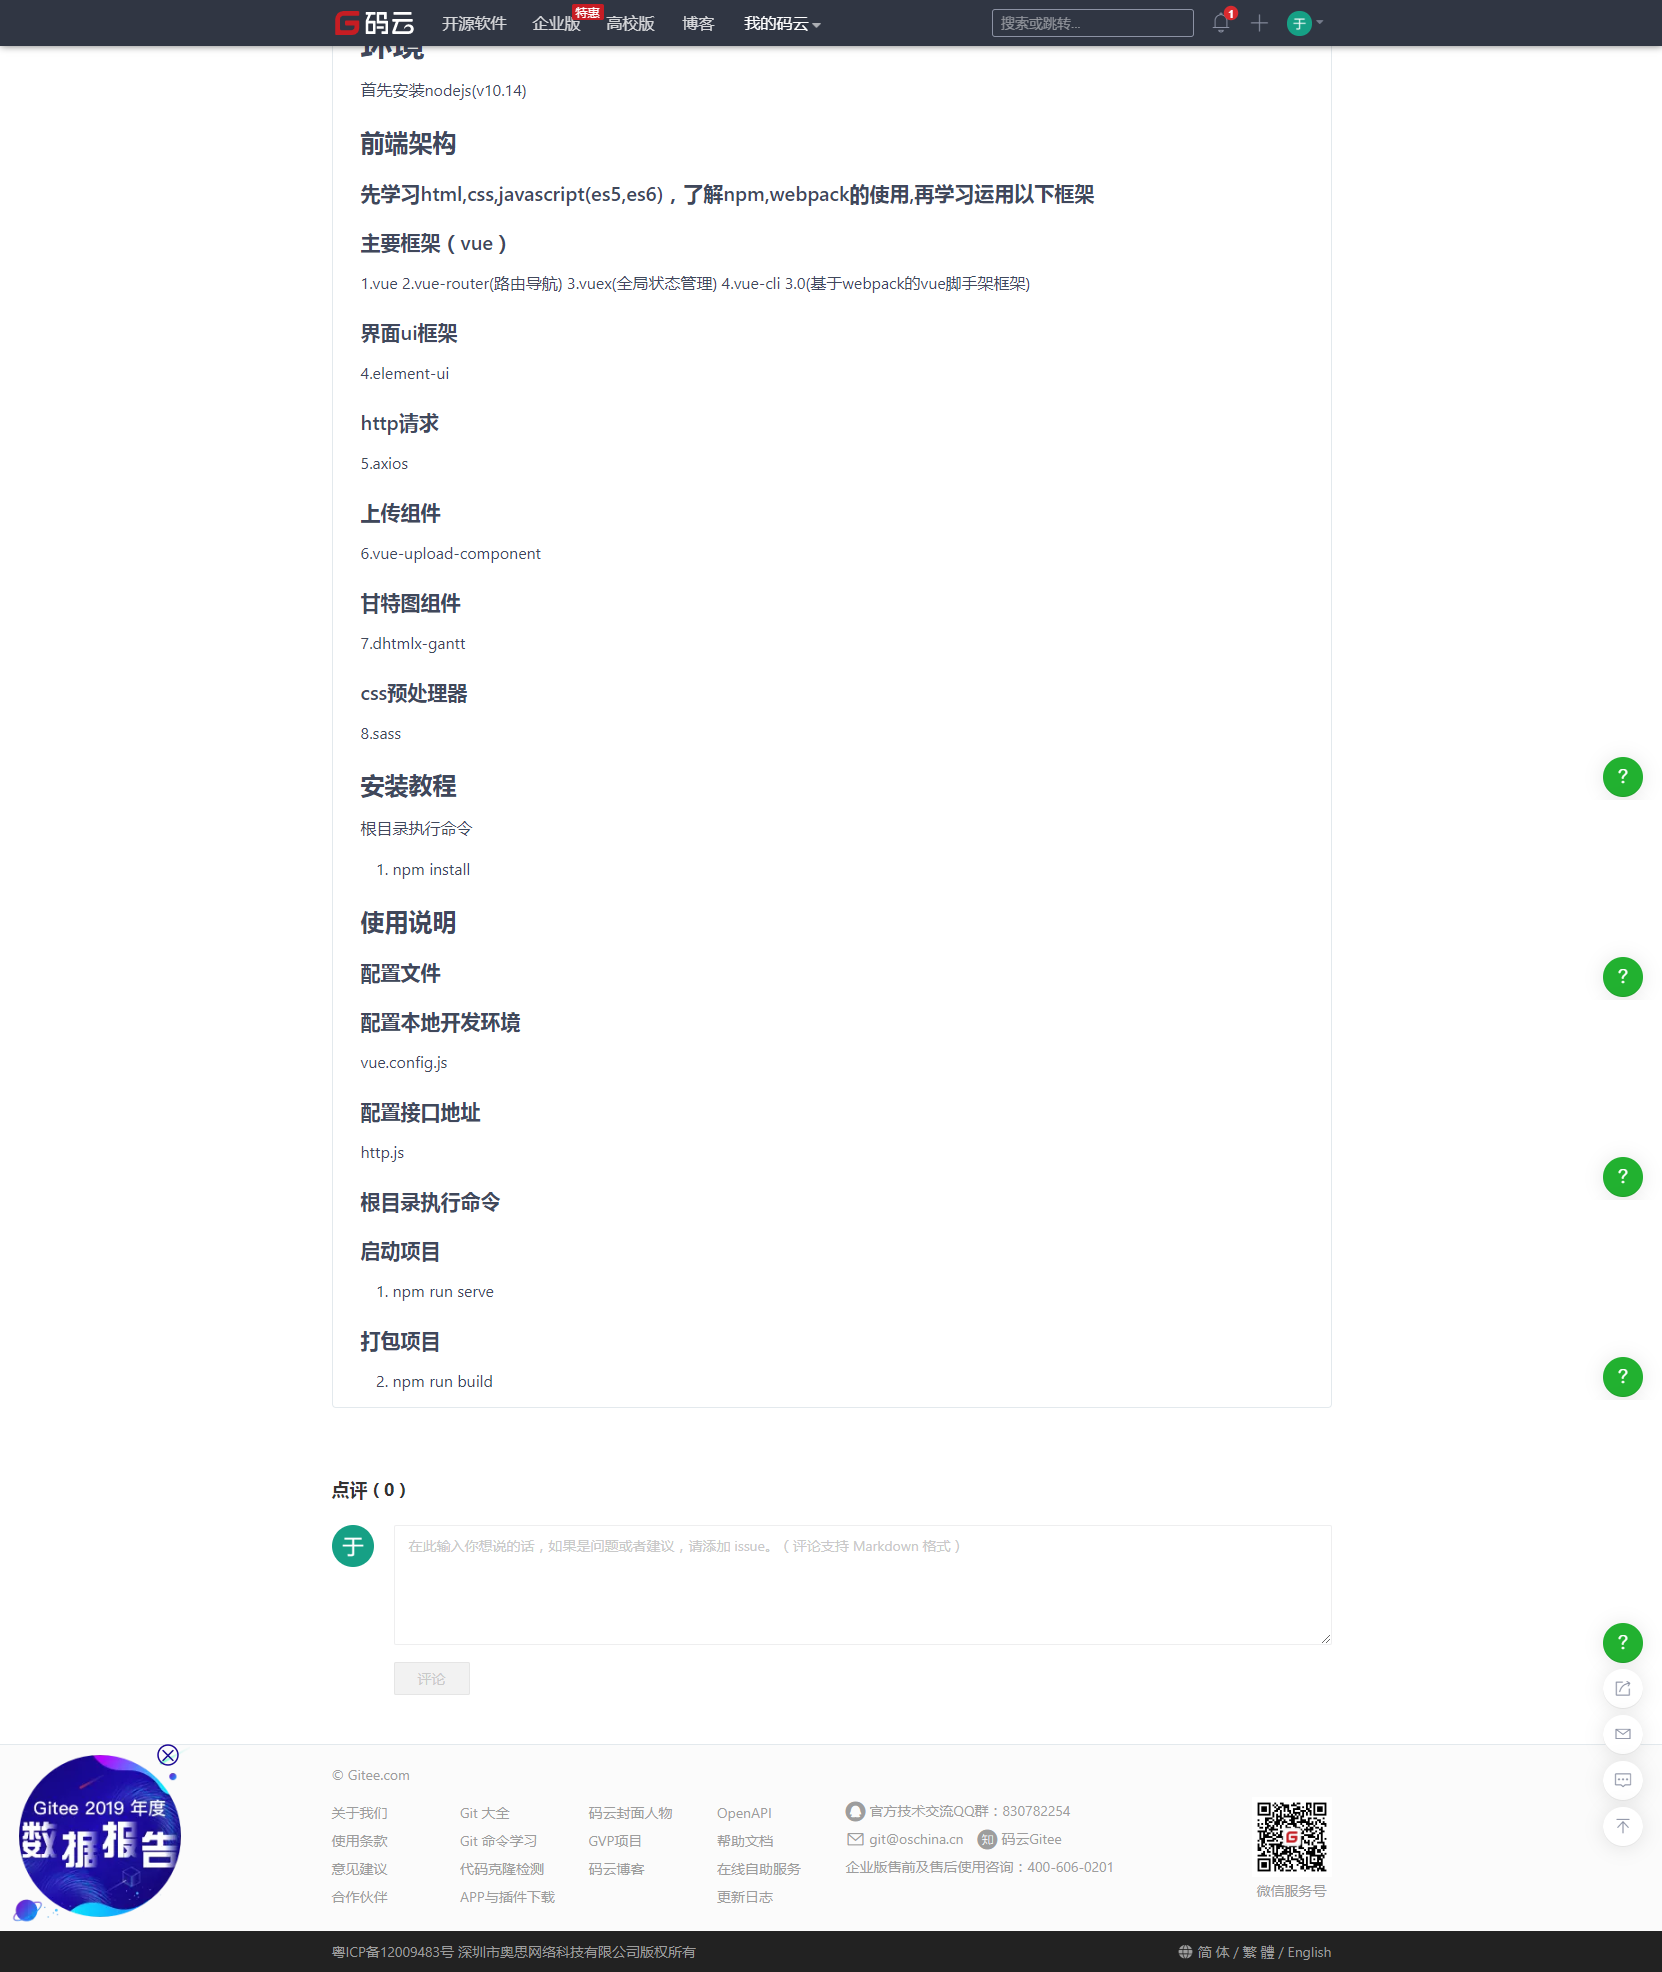 码云 开源软件 企业版 特惠 高校版 博客 我的码云 搜索或跳转... 1 于
环境
首先安装nodejs(v10.14)
前端架构
先学习html,css,javascript(es5,es6)，了解npm,webpack的使用,再学习运用以下框架
主要框架（vue）
1.vue 2.vue-router(路由导航) 3.vuex(全局状态管理) 4.vue-cli 3.0(基于webpack的vue脚手架框架)
界面ui框架
4.element-ui
http请求
5.axios
上传组件
6.vue-upload-component
甘特图组件
7.dhtmlx-gantt
css预处理器
8.sass
安装教程
根目录执行命令
1. npm install
使用说明
配置文件
配置本地开发环境
vue.config.js
配置接口地址
http.js
根目录执行命令
启动项目
1. npm run serve
打包项目
2. npm run build
?
?
?
?
点评（0）
于
在此输入你想说的话，如果是问题或者建议，请添加 issue。（评论支持 Markdown 格式）
评论
?
Gitee 2019 年度
数据报告
© Gitee.com
关于我们 Git 大全 码云封面人物 OpenAPI 官方技术交流QQ群：830782254
使用条款 Git 命令学习 GVP项目 帮助文档 git@oschina.cn 知 码云Gitee
意见建议 代码克隆检测 码云博客 在线自助服务 企业版售前及售后使用咨询：400-606-0201
合作伙伴 APP与插件下载 更新日志 微信服务号
粤ICP备12009483号 深圳市奥思网络科技有限公司版权所有 简 体 / 繁 體 / English